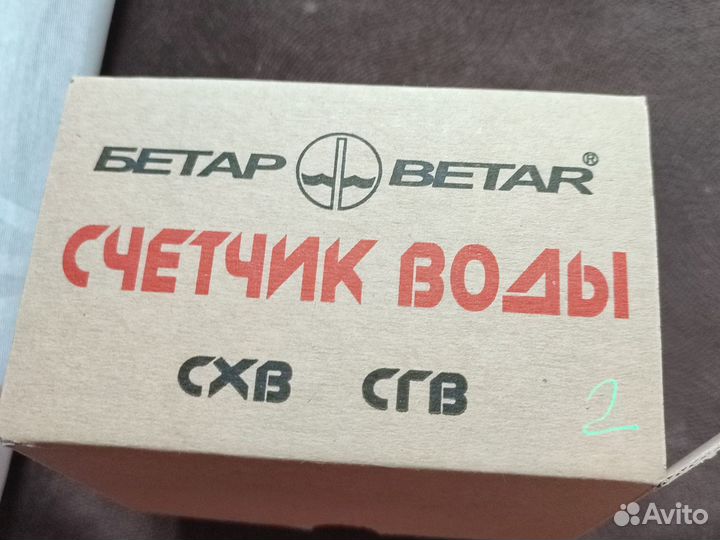 БЕТАР BETAR®
СЧЕТЧИК ВОДЫ
СХВ СГВ
2
Avito